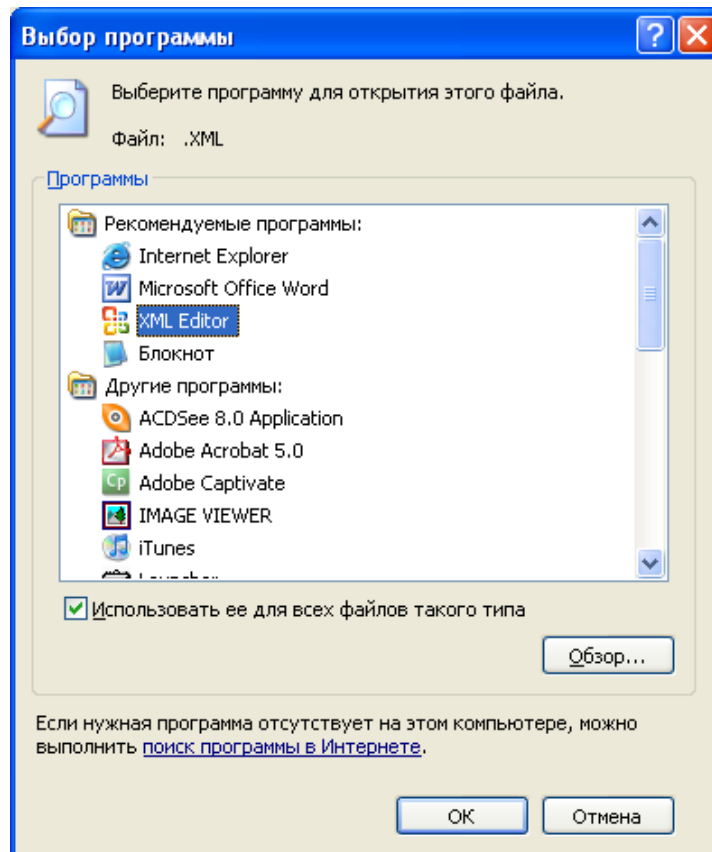 Выбор программы
Выберите программу для открытия этого файла.
Файл: .XML
Программы
Рекомендуемые программы:
Internet Explorer
Microsoft Office Word
XML Editor
Блокнот
Другие программы:
ACDSee 8.0 Application
Adobe Acrobat 5.0
Cp Adobe Captivate
IMAGE VIEWER
iTunes
Использовать ее для всех файлов такого типа
Обзор...
Если нужная программа отсутствует на этом компьютере, можно
выполнить поиск программы в Интернете.
ОК Отмена